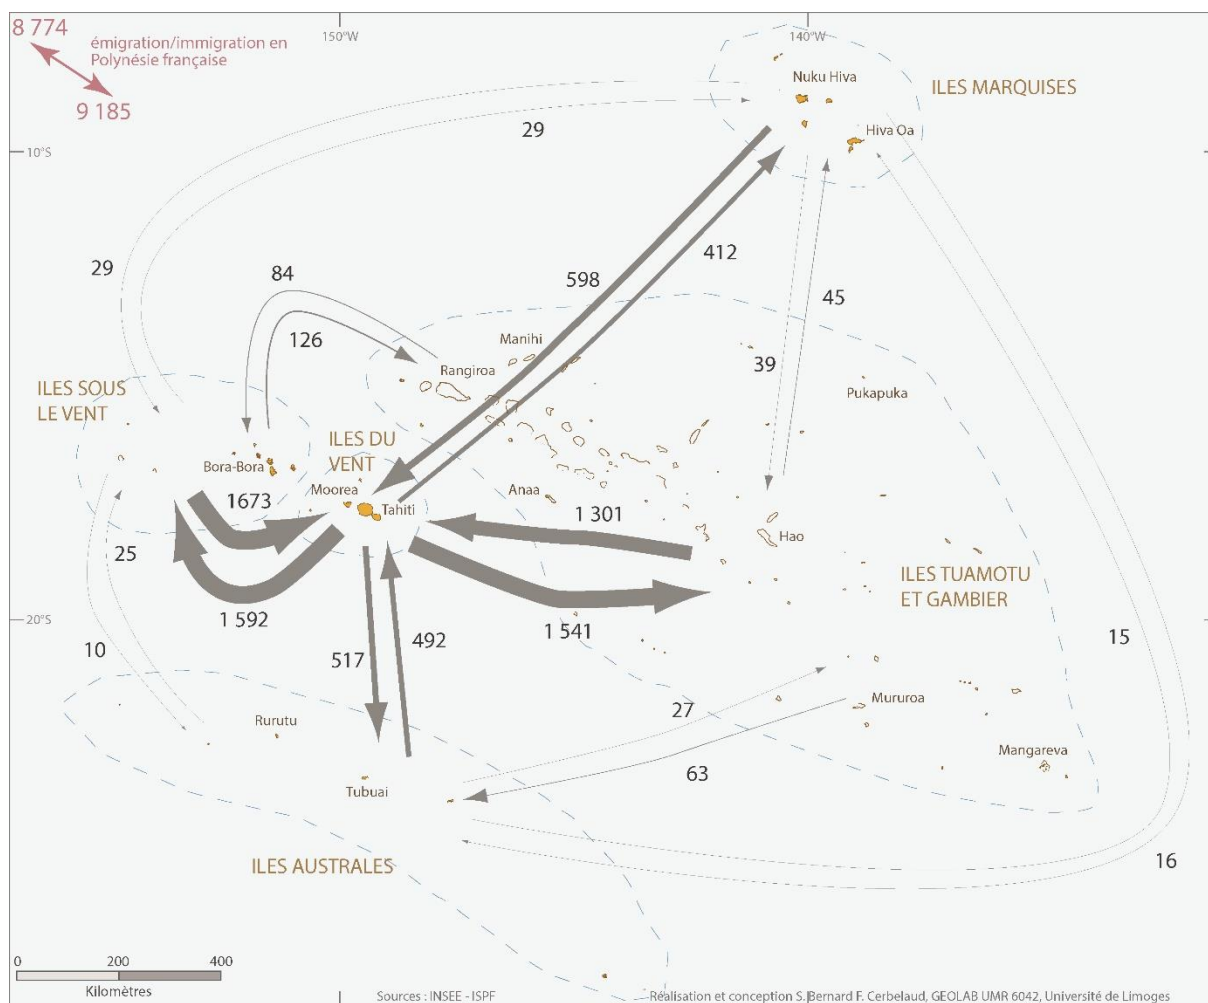 8 774
émigration/immigration en
Polynésie française
9 185
150°W
140°W
Nuku Hiva
ILES MARQUISES
Hiva Oa
10°S
29
412
598
29
84
45
126
Manihi
39
Rangiroa
Pukapuka
ILES SOUS
LE VENT
ILES DU
VENT
Bora-Bora
Moorea
Anaa
1673
Tahiti
1 301
Hao
25
ILES TUAMOTU
ET GAMBIER
20°S
1 592
1 541
492
15
10
517
27
Mururoa
Rurutu
Mangareva
63
Tubuai
ILES AUSTRALES
16
0
200
400
Kilomètres
Sources : INSEE - ISPF
Réalisation et conception S. Bernard F. Cerbelaud, GEOLAB UMR 6042, Université de Limoges